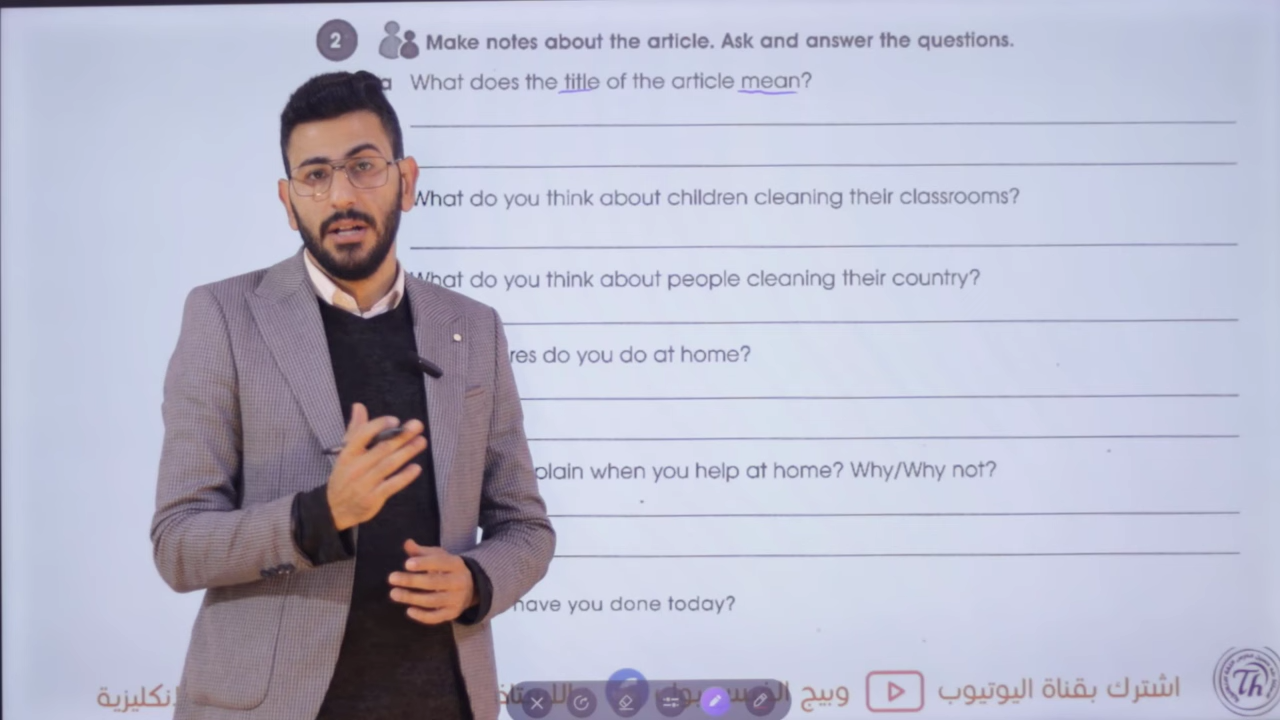 2 Make notes about the article. Ask and answer the questions.
a What does the title of the article mean?
What do you think about children cleaning their classrooms?
What do you think about people cleaning their country?
do you do at home?
when you help at home? Why/Why not?
have you done today?
اشترك بقناة اليوتيوب وبيج
Th